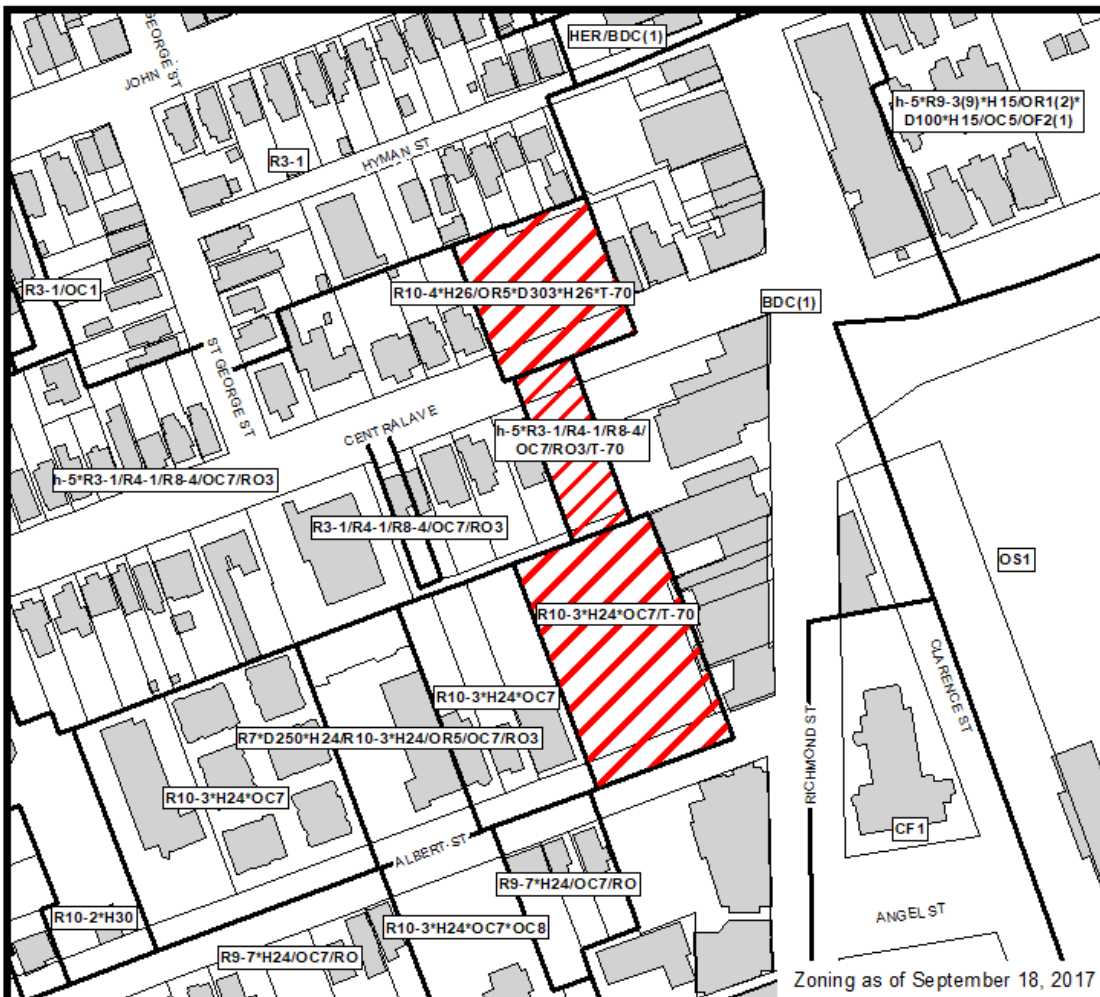 GEORGE ST
HER/BDC(1)
JOHN
h-5*R9-3(9)*H15/OR1(2)*
D100*H15/OC5/OF2(1)
R3-1
HYMAN ST
R3-1/OC1
R10-4*H26/OR5*D303*H26*T-70
BDC(1)
ST GEORGE ST
CENTRAL AVE
h-5*R3-1/R4-1/R8-4/
OC7/RO3/T-70
h-5*R3-1/R4-1/R8-4/OC7/RO3
R3-1/R4-1/R8-4/OC7/RO3
OS1
R10-3*H24*OC7/T-70
CLARENCE ST
R10-3*H24*OC7
R7*D250*H24/R10-3*H24/OR5/OC7/RO3
RICHMOND ST
R10-3*H24*OC7
CF1
ALBERT ST
R9-7*H24/OC7/RO
R10-2*H30
R10-3*H24*OC7*OC8
ANGEL ST
R9-7*H24/OC7/RO
Zoning as of September 18, 2017